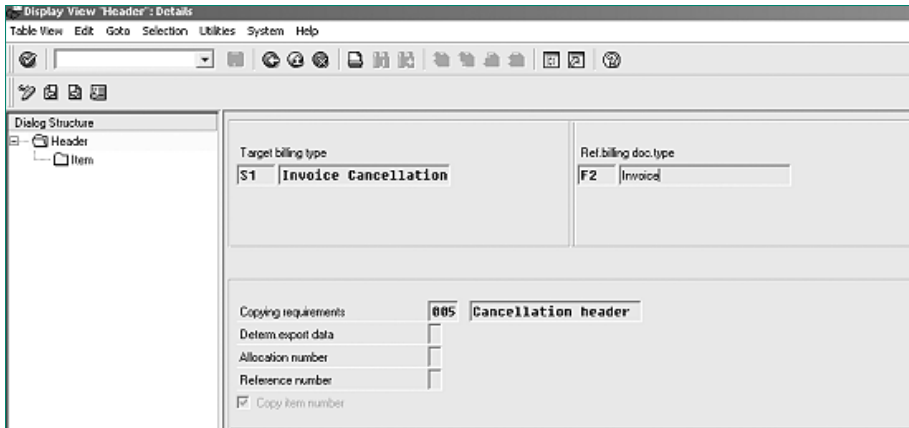 Display View "Header": Details
Table View Edit Goto Selection Utilities System Help
Dialog Structure
Header
Item
Target billing type
S1 Invoice Cancellation
Ref.billing doc.type
F2 Invoice
Copying requirements 005 Cancellation header
Determ.export data
Allocation number
Reference number
Copy item number